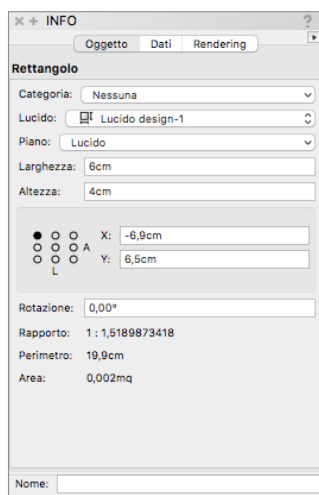 INFO ?
Oggetto Dati Rendering
Rettangolo
Categoria: Nessuna
Lucido: Lucido design-1
Piano: Lucido
Larghezza: 6cm
Altezza: 4cm
X: -6,9cm
A
Y: 6,5cm
L
Rotazione: 0,00°
Rapporto: 1 : 1,5189873418
Perimetro: 19,9cm
Area: 0,002mq
Nome: